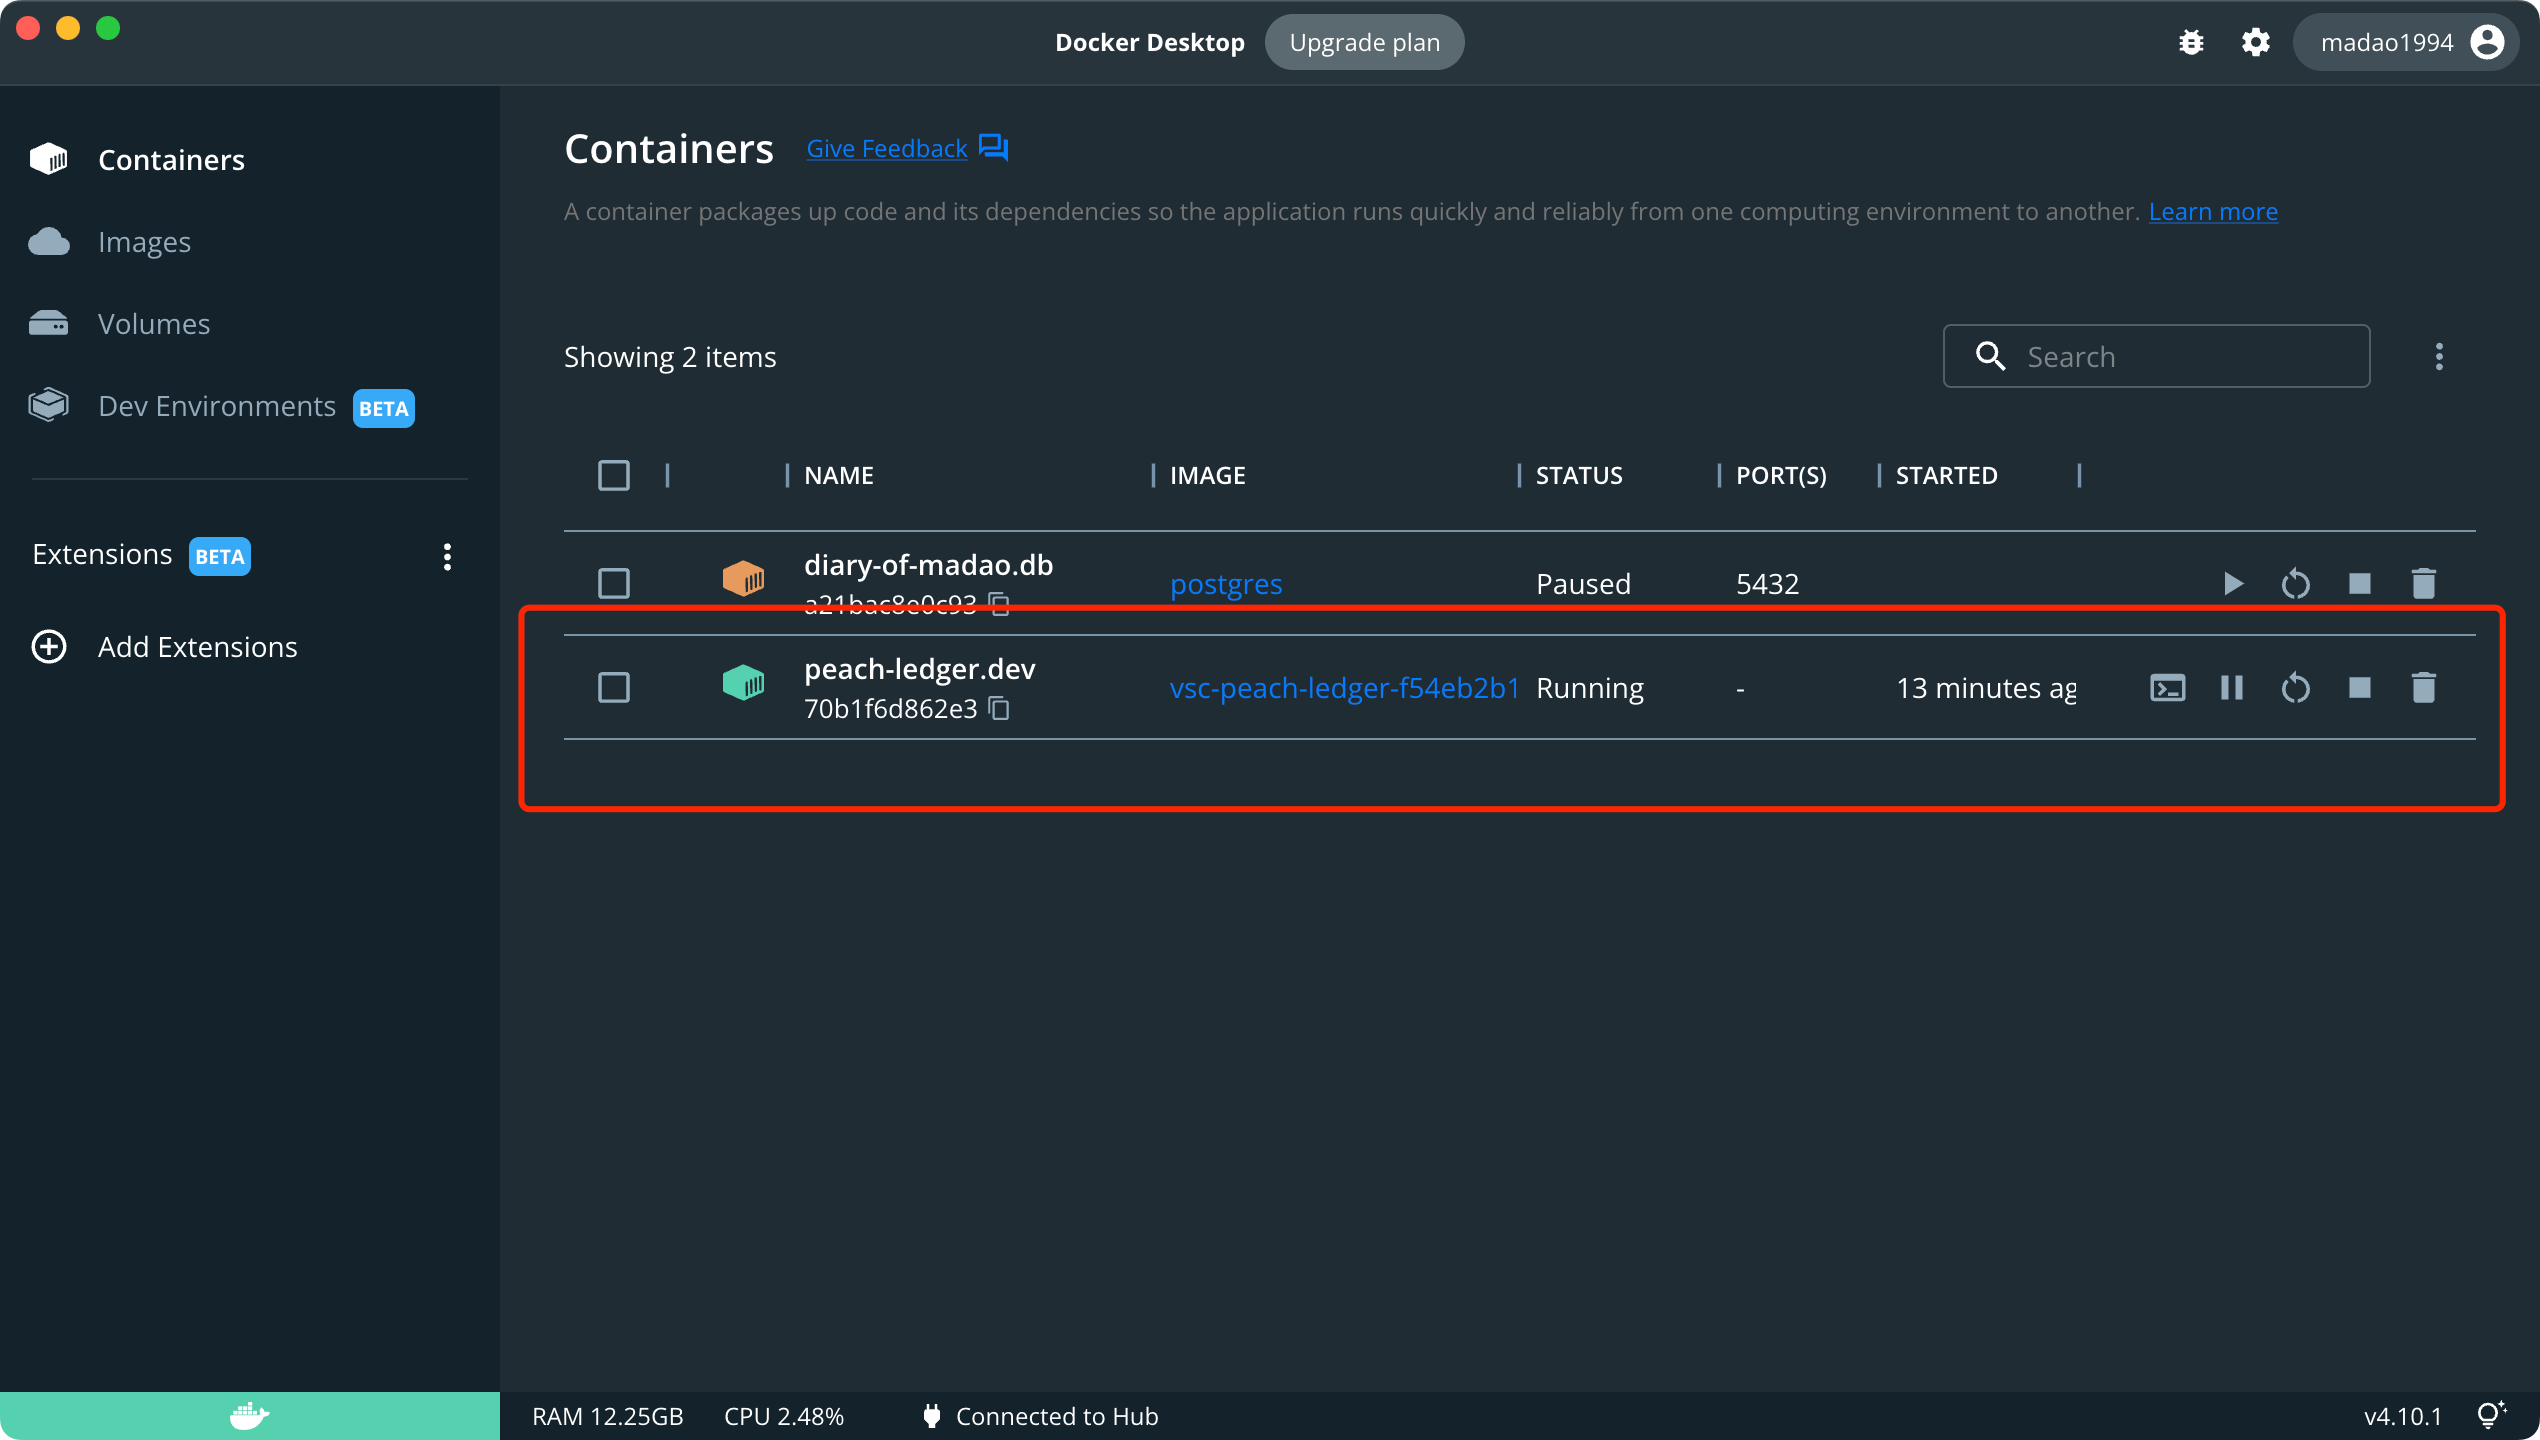 Docker Desktop
Upgrade plan
madao1994
Containers
Images
Volumes
Dev Environments BETA
Extensions BETA
Add Extensions
Containers Give Feedback
A container packages up code and its dependencies so the application runs quickly and reliably from one computing environment to another. Learn more
Showing 2 items
Search
NAME IMAGE STATUS PORT(S) STARTED
diary-of-madao.db postgres Paused 5432
a21bac8e0c93
peach-ledger.dev vsc-peach-ledger-f54eb2b1 Running - 13 minutes ag
70b1f6d862e3
RAM 12.25GB CPU 2.48% Connected to Hub v4.10.1